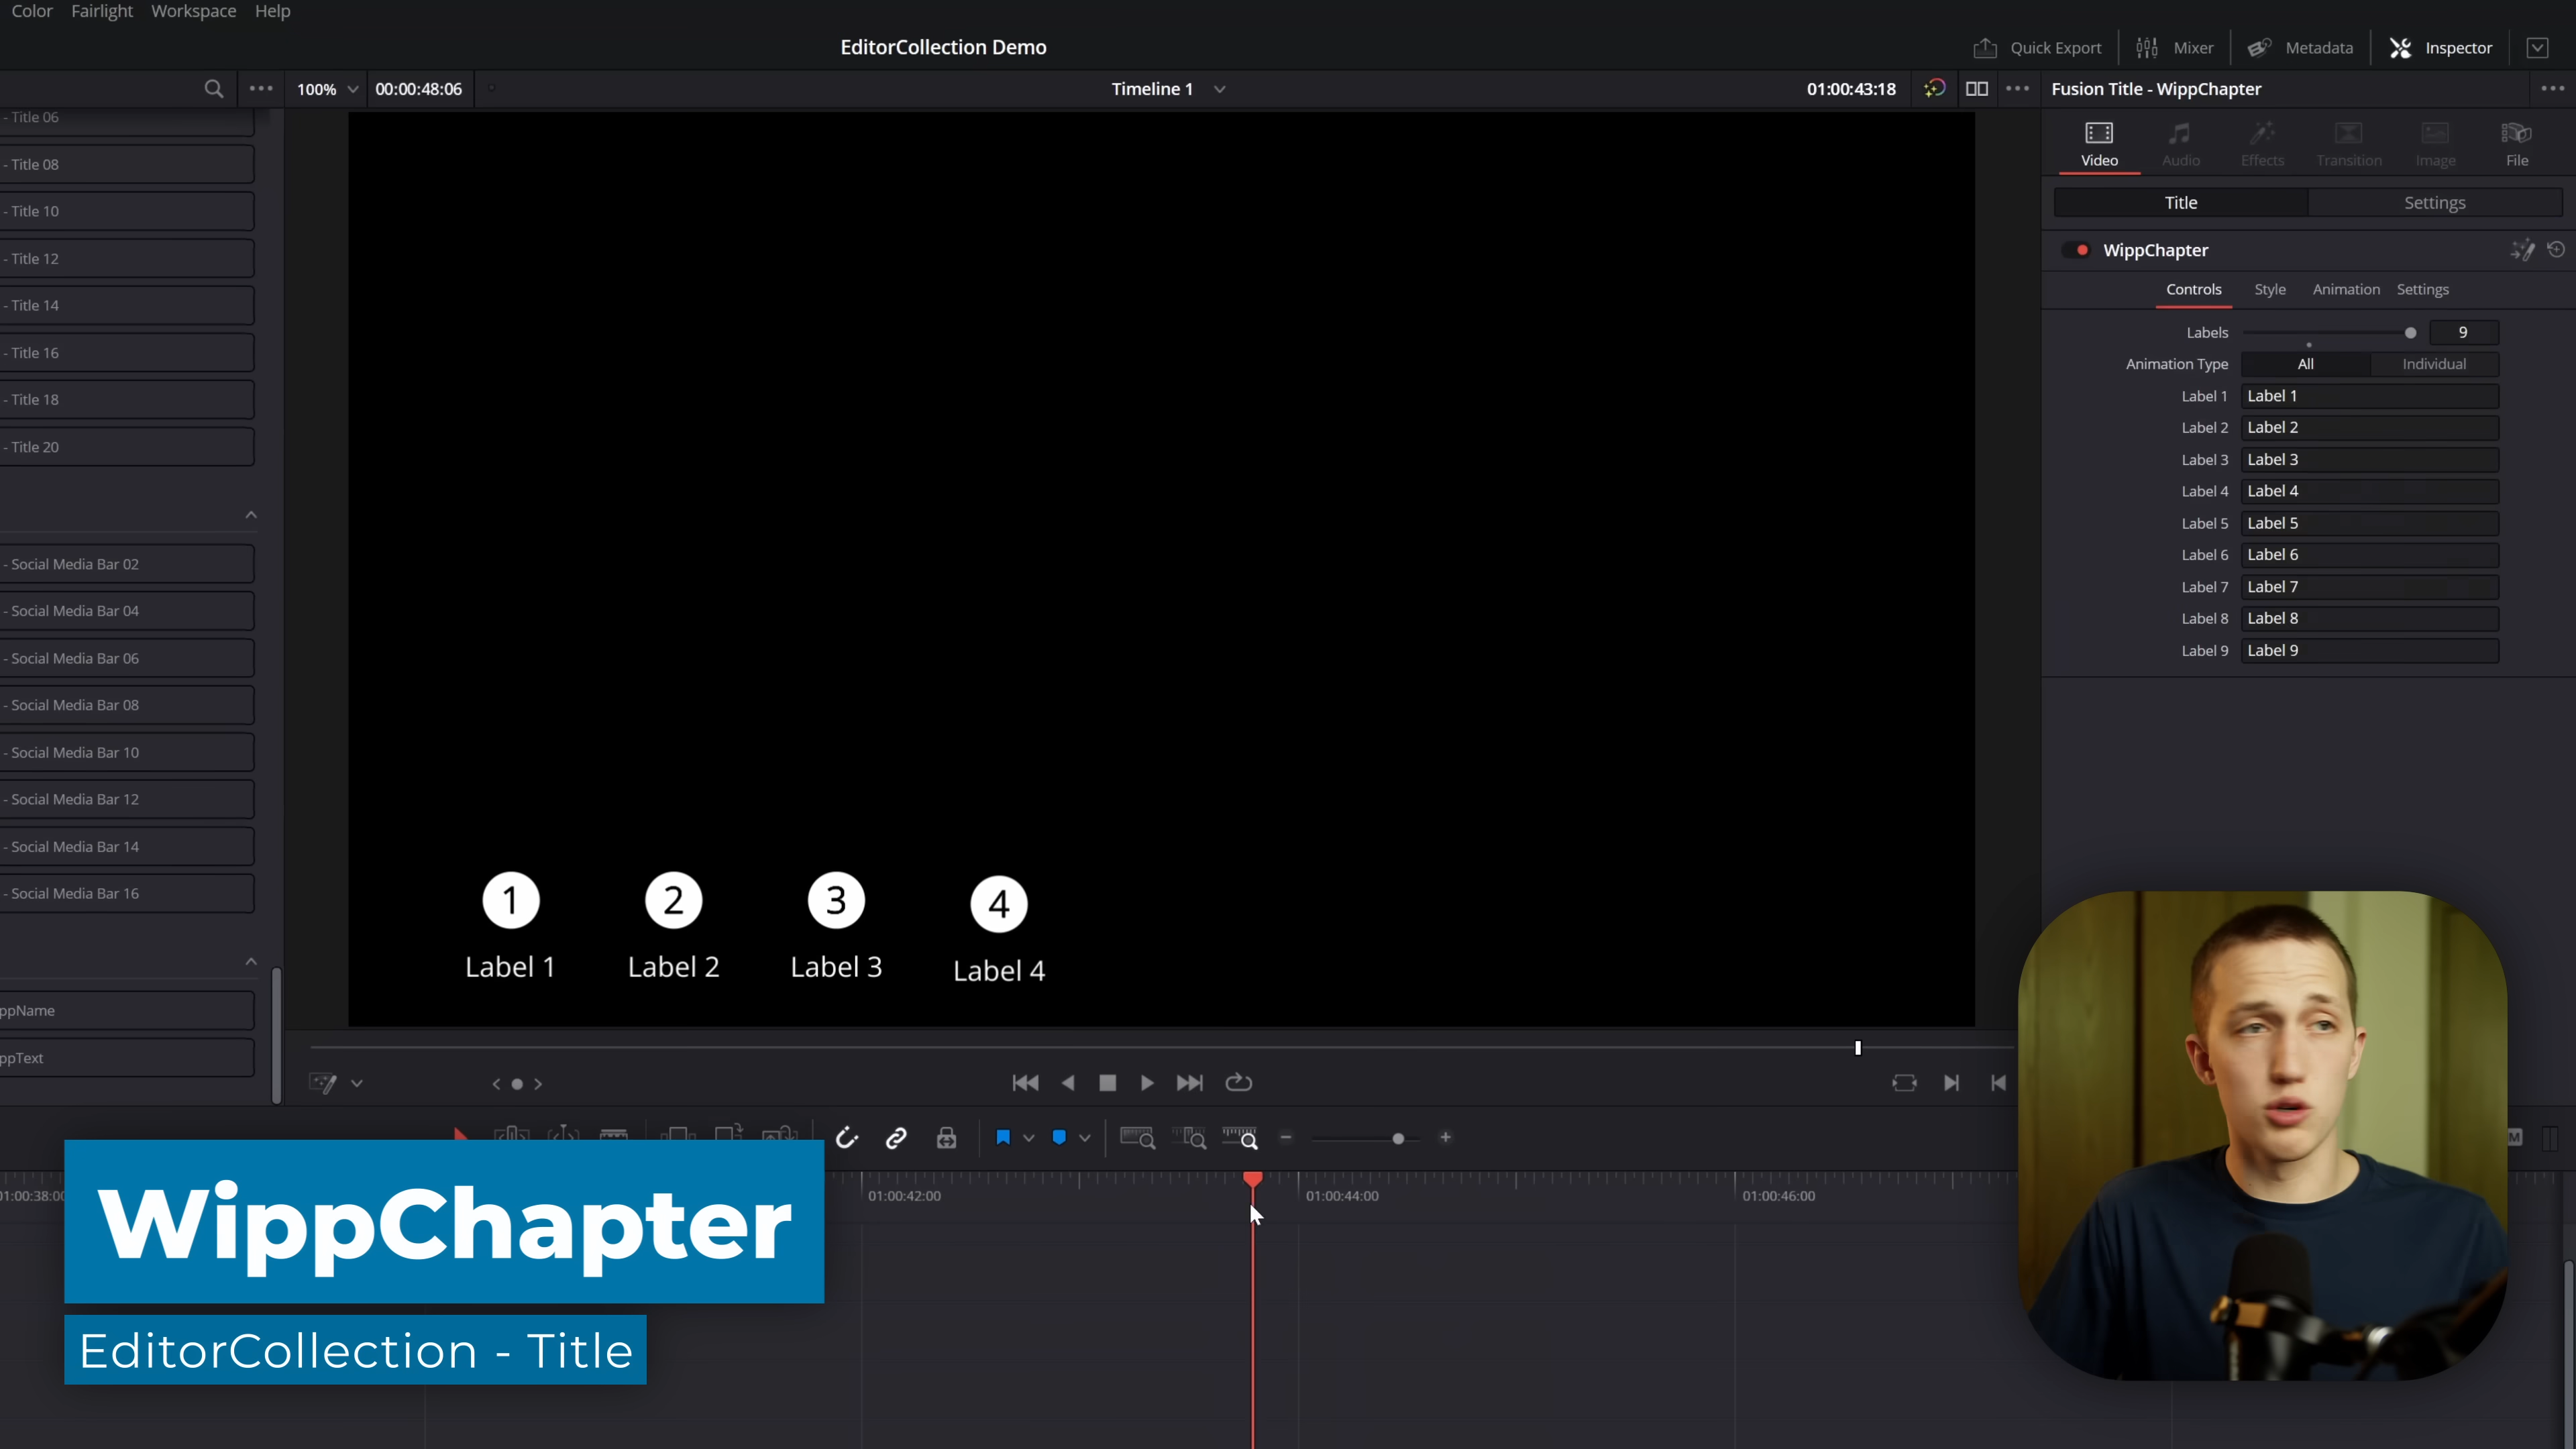 Color Fairlight Workspace Help
EditorCollection Demo
Quick Export Mixer Metadata Inspector
100% 00:00:48:06 Timeline 1 01:00:43:18 Fusion Title - WippChapter
- Title 06
- Title 08
- Title 10
- Title 12
- Title 14
- Title 16
- Title 18
- Title 20
- Social Media Bar 02
- Social Media Bar 04
- Social Media Bar 06
- Social Media Bar 08
- Social Media Bar 10
- Social Media Bar 12
- Social Media Bar 14
- Social Media Bar 16
ppName
ppText
1 2 3 4
Label 1 Label 2 Label 3 Label 4
Video Audio Effects Transition Image File
Title Settings
WippChapter
Controls Style Animation Settings
Labels 9
Animation Type All Individual
Label 1 Label 1
Label 2 Label 2
Label 3 Label 3
Label 4 Label 4
Label 5 Label 5
Label 6 Label 6
Label 7 Label 7
Label 8 Label 8
Label 9 Label 9
M
01:00:42:00 01:00:44:00 01:00:46:00
WippChapter
EditorCollection - Title